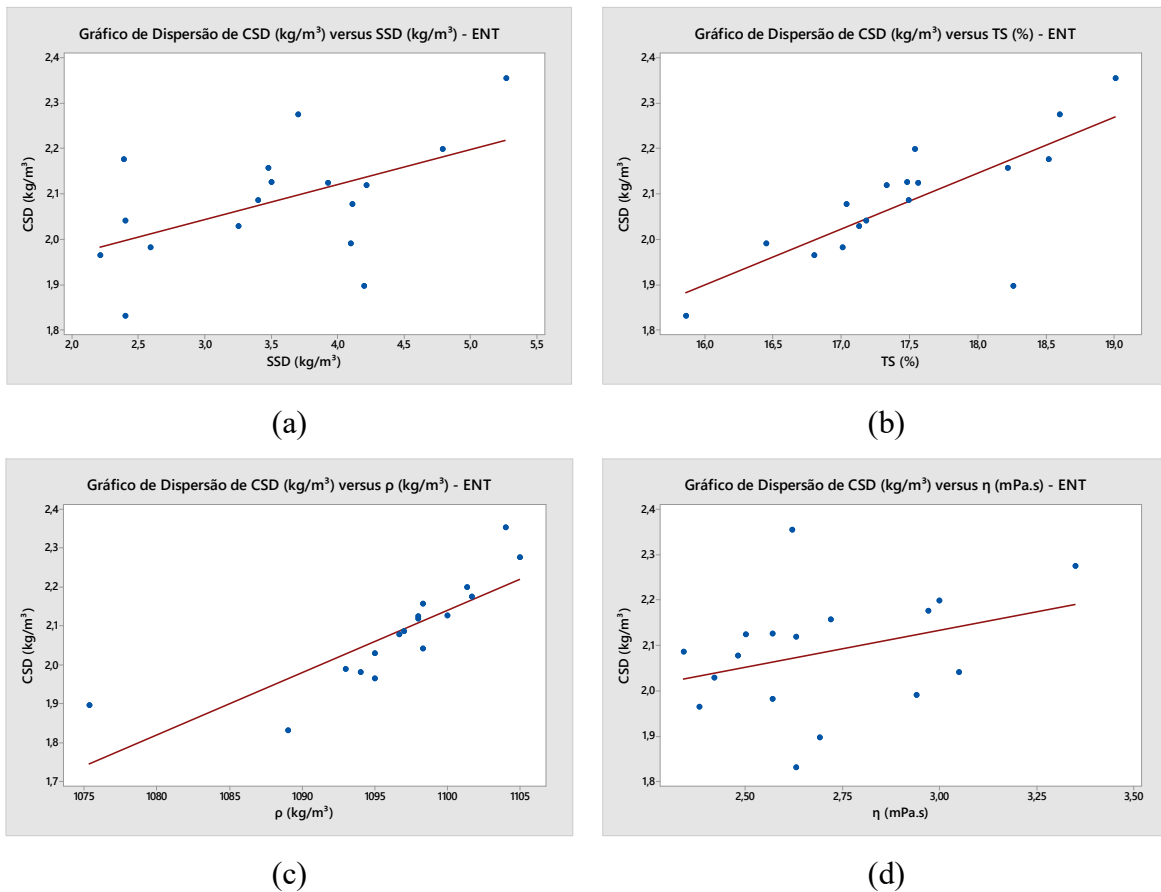 Gráfico de Dispersão de CSD (kg/m³) versus SSD (kg/m³) - ENT
2,4
2,3
2,2
2,1
2,0
1,9
1,8
CSD (kg/m³)
2,0 2,5 3,0 3,5 4,0 4,5 5,0 5,5
SSD (kg/m³)
(a)
Gráfico de Dispersão de CSD (kg/m³) versus TS (%) - ENT
2,4
2,3
2,2
2,1
2,0
1,9
1,8
CSD (kg/m³)
16,0 16,5 17,0 17,5 18,0 18,5 19,0
TS (%)
(b)
Gráfico de Dispersão de CSD (kg/m³) versus ρ (kg/m³) - ENT
2,4
2,3
2,2
2,1
2,0
1,9
1,8
1,7
CSD (kg/m³)
1075 1080 1085 1090 1095 1100 1105
ρ (kg/m³)
(c)
Gráfico de Dispersão de CSD (kg/m³) versus η (mPa.s) - ENT
2,4
2,3
2,2
2,1
2,0
1,9
1,8
CSD (kg/m³)
2,50 2,75 3,00 3,25 3,50
η (mPa.s)
(d)